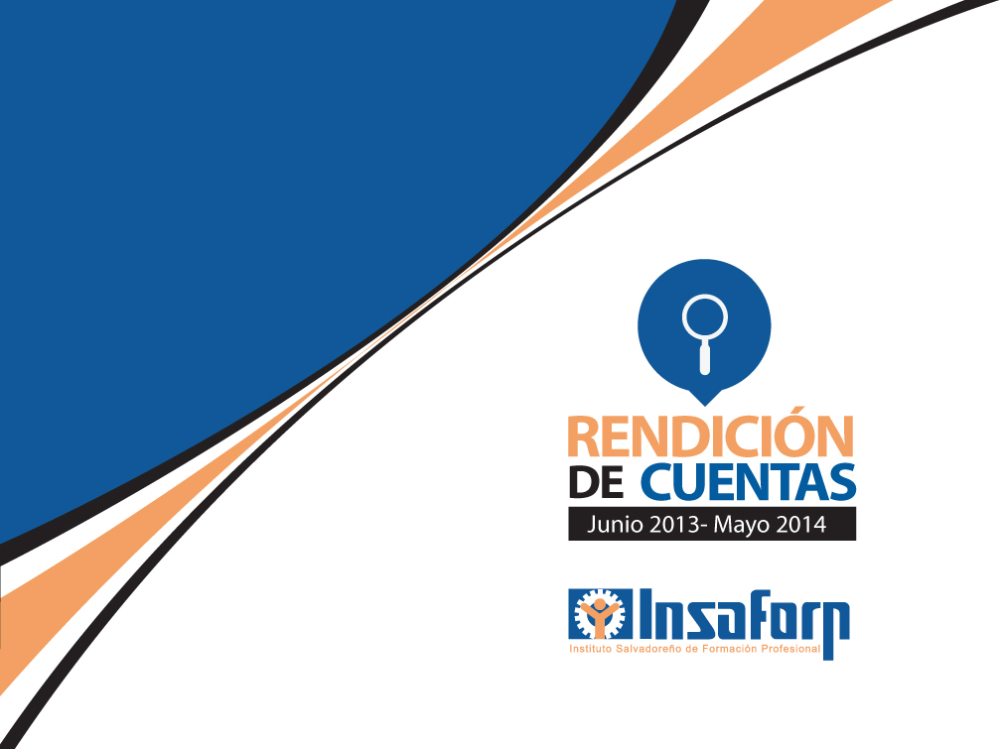 RENDICIÓN
DE CUENTAS
Junio 2013- Mayo 2014
Insaforp
Instituto Salvadoreño de Formación Profesional